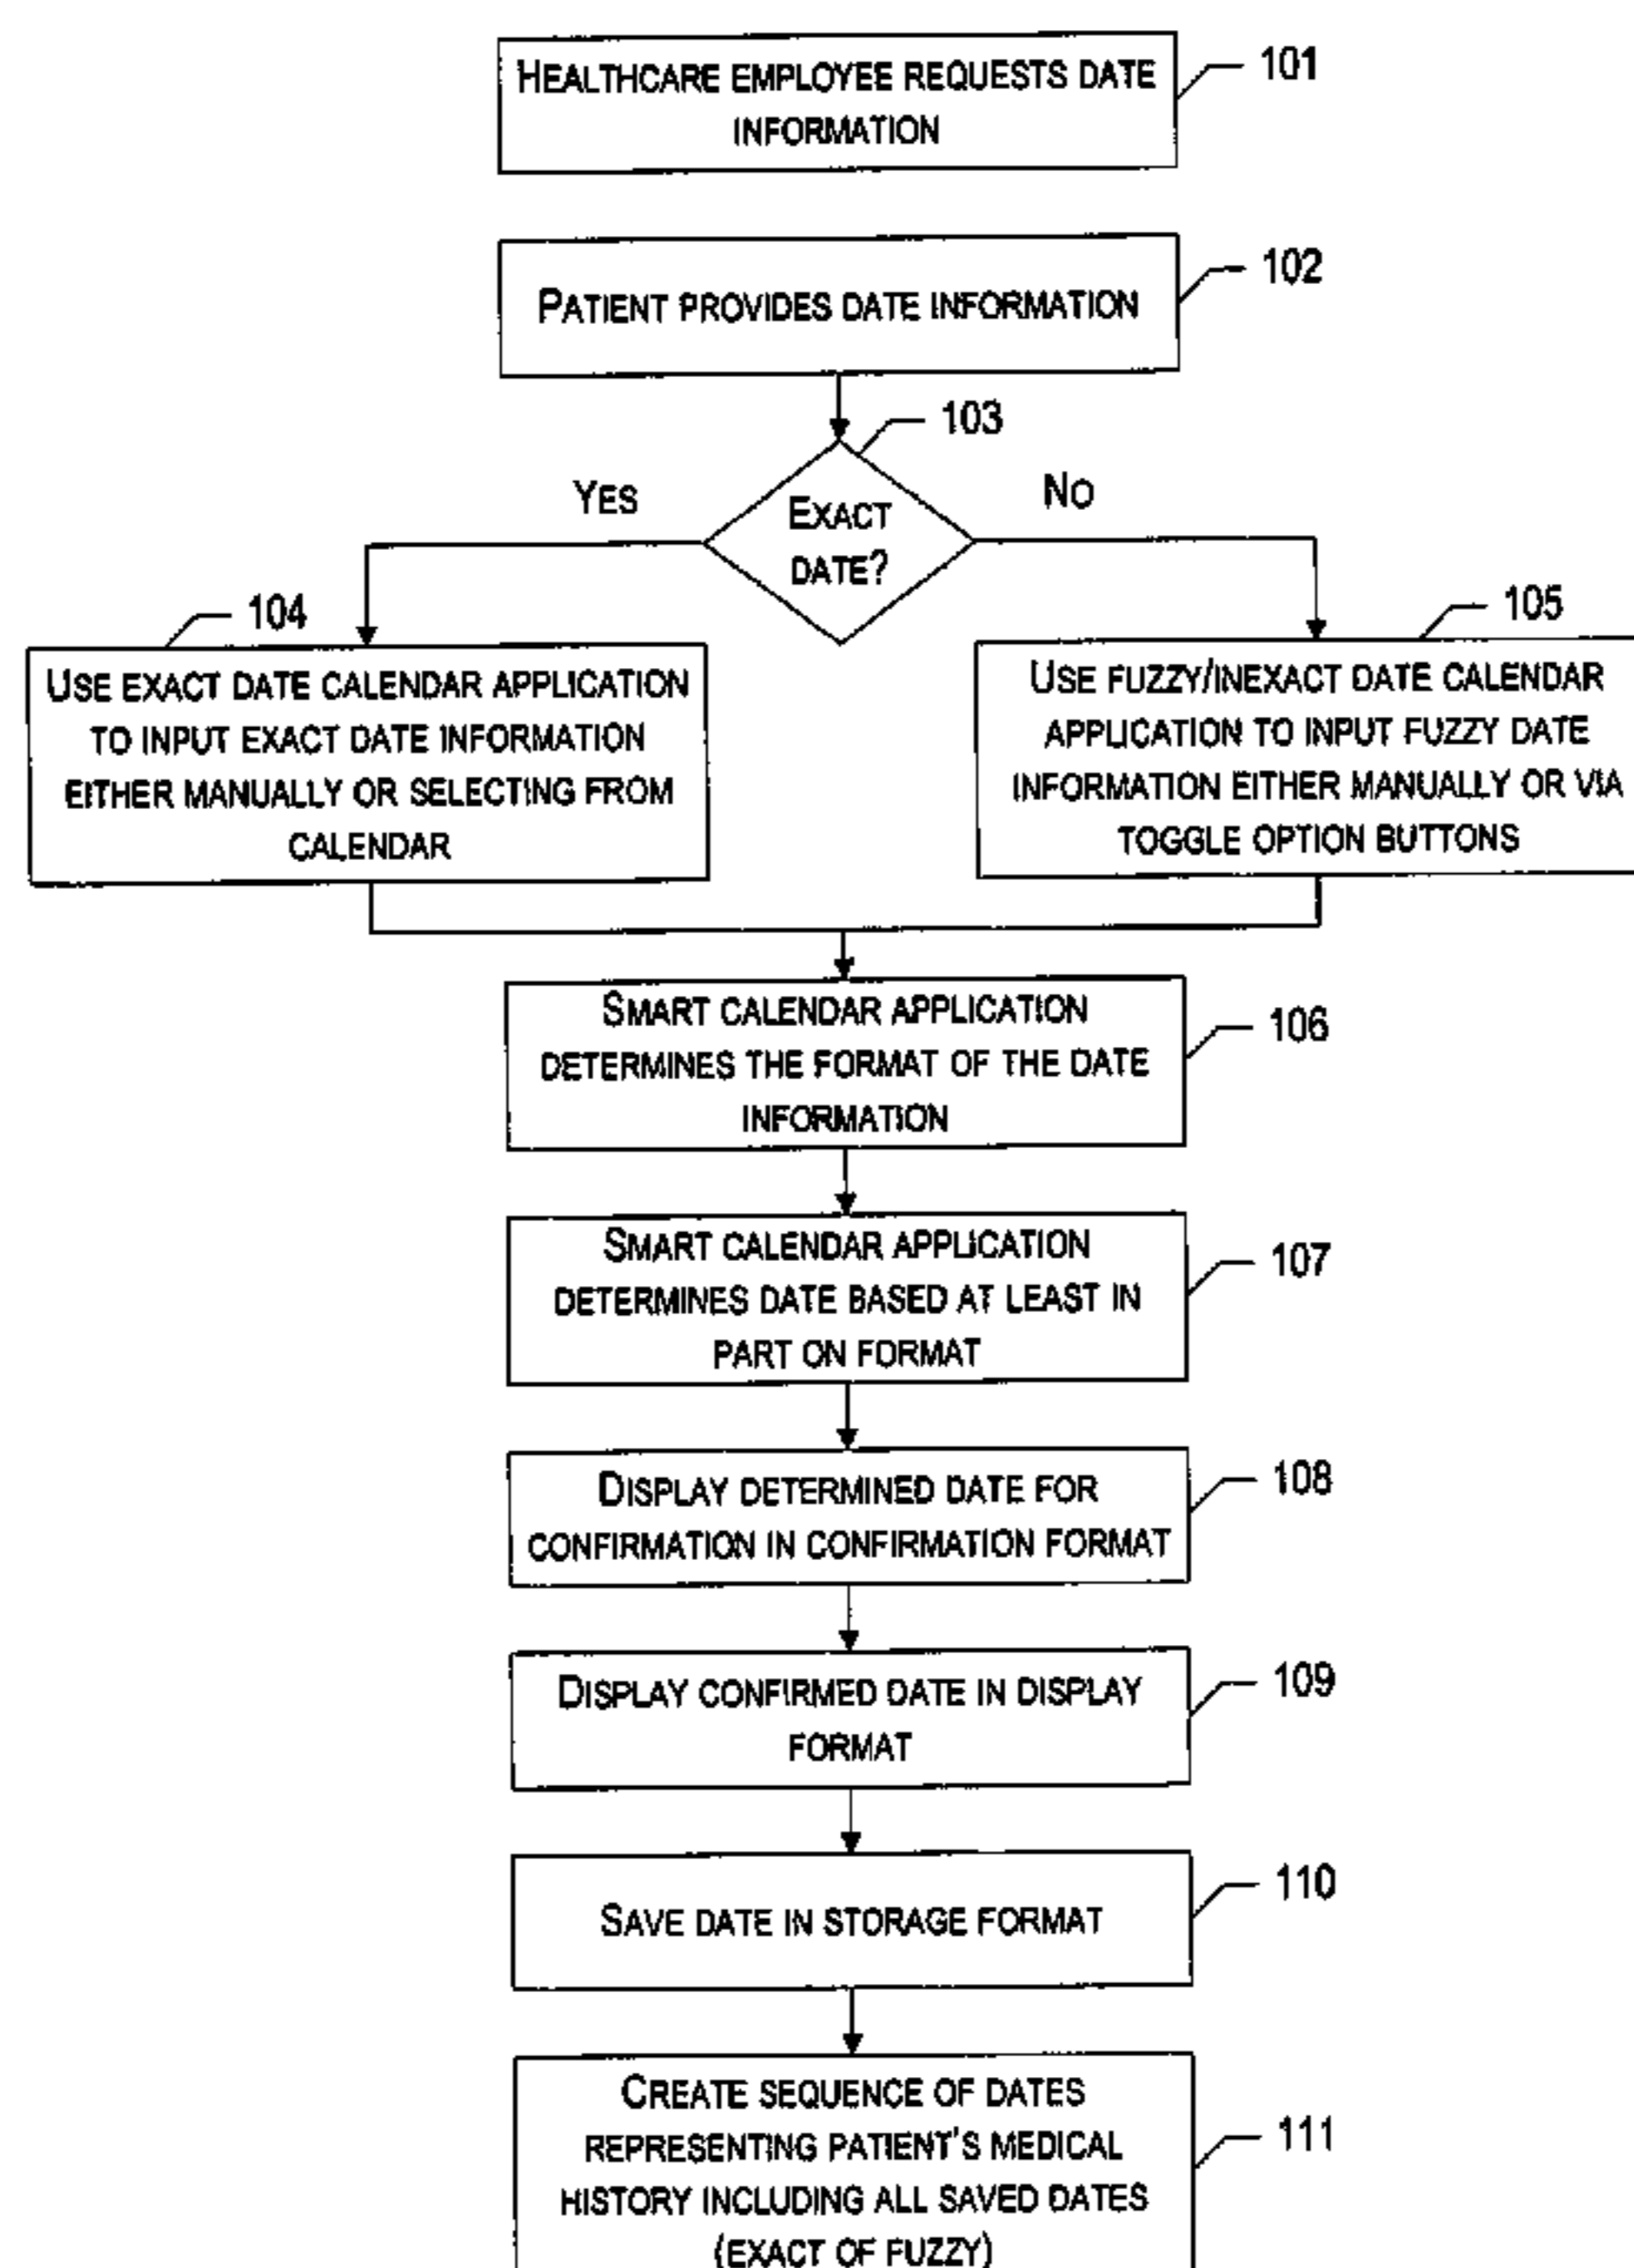 HEALTHCARE EMPLOYEE REQUESTS DATE
INFORMATION
101
PATIENT PROVIDES DATE INFORMATION
102
103
YES
EXACT
DATE?
NO
104
USE EXACT DATE CALENDAR APPLICATION
TO INPUT EXACT DATE INFORMATION
EITHER MANUALLY OR SELECTING FROM
CALENDAR
105
USE FUZZY/INEXACT DATE CALENDAR
APPLICATION TO INPUT FUZZY DATE
INFORMATION EITHER MANUALLY OR VIA
TOGGLE OPTION BUTTONS
SMART CALENDAR APPLICATION
DETERMINES THE FORMAT OF THE DATE
INFORMATION
106
SMART CALENDAR APPLICATION
DETERMINES DATE BASED AT LEAST IN
PART ON FORMAT
107
DISPLAY DETERMINED DATE FOR
CONFIRMATION IN CONFIRMATION FORMAT
108
DISPLAY CONFIRMED DATE IN DISPLAY
FORMAT
109
SAVE DATE IN STORAGE FORMAT
110
CREATE SEQUENCE OF DATES
REPRESENTING PATIENT'S MEDICAL
HISTORY INCLUDING ALL SAVED DATES
(EXACT OF FUZZY)
111